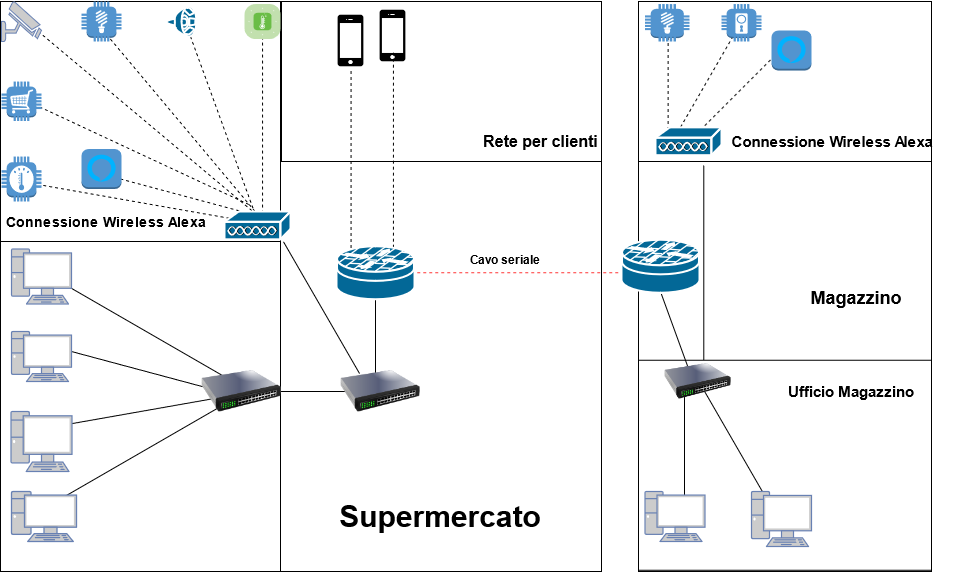 Rete per clienti
Connessione Wireless Alexa
Connessione Wireless Alexa
Cavo seriale
Magazzino
Ufficio Magazzino
Supermercato